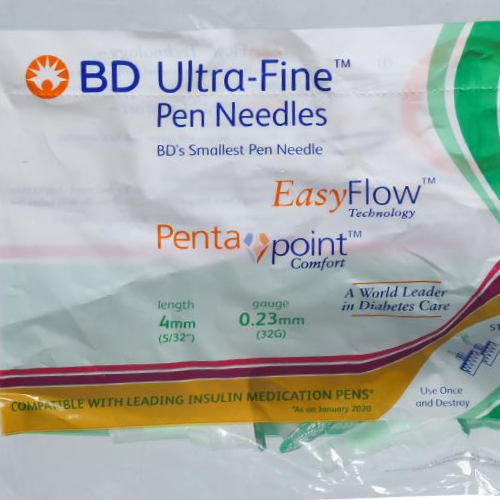 BD Ultra-Fine™
Pen Needles
BD's Smallest Pen Needle
EasyFlow™
Technology
Pentapoint™
Comfort
A World Leader
in Diabetes Care
length
4mm
(5/32")
gauge
0.23mm
(32G)
Use Once
and Destroy
COMPATIBLE WITH LEADING INSULIN MEDICATION PENS*
*As on January 2020